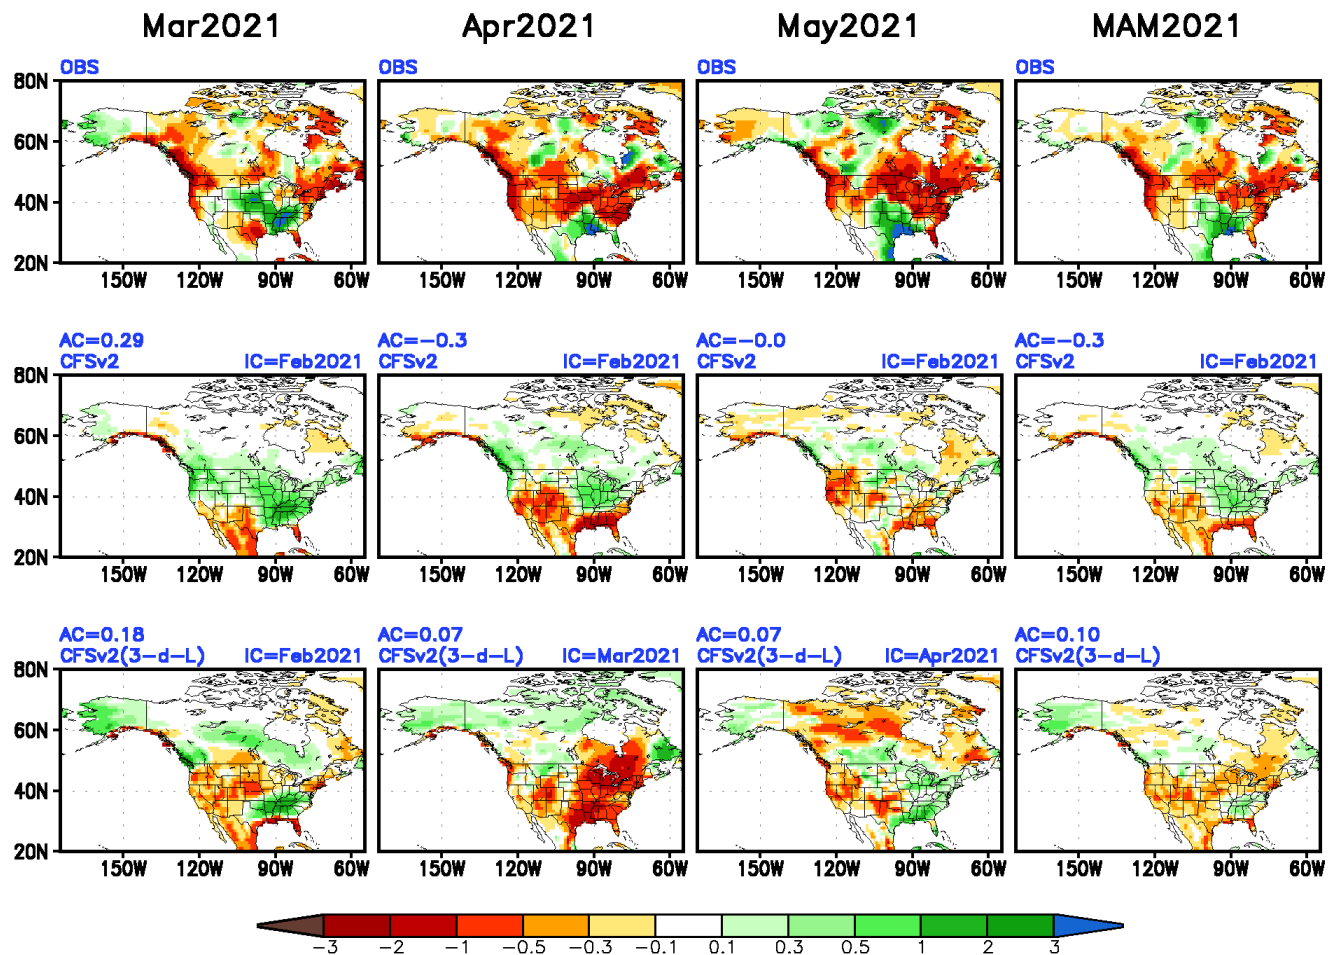 Mar2021 Apr2021 May2021 MAM2021
OBS OBS OBS OBS
80N
60N
40N
20N
150W 120W 90W 60W 150W 120W 90W 60W 150W 120W 90W 60W 150W 120W 90W 60W
AC=0.29 AC=−0.3 AC=−0.0 AC=−0.3
CFSv2 IC=Feb2021 CFSv2 IC=Feb2021 CFSv2 IC=Feb2021 CFSv2 IC=Feb2021
80N
60N
40N
20N
150W 120W 90W 60W 150W 120W 90W 60W 150W 120W 90W 60W 150W 120W 90W 60W
AC=0.18 AC=0.07 AC=0.07 AC=0.10
CFSv2(3−d−L) IC=Feb2021 CFSv2(3−d−L) IC=Mar2021 CFSv2(3−d−L) IC=Apr2021 CFSv2(3−d−L)
80N
60N
40N
20N
150W 120W 90W 60W 150W 120W 90W 60W 150W 120W 90W 60W 150W 120W 90W 60W
−3 −2 −1 −0.5 −0.3 −0.1 0.1 0.3 0.5 1 2 3